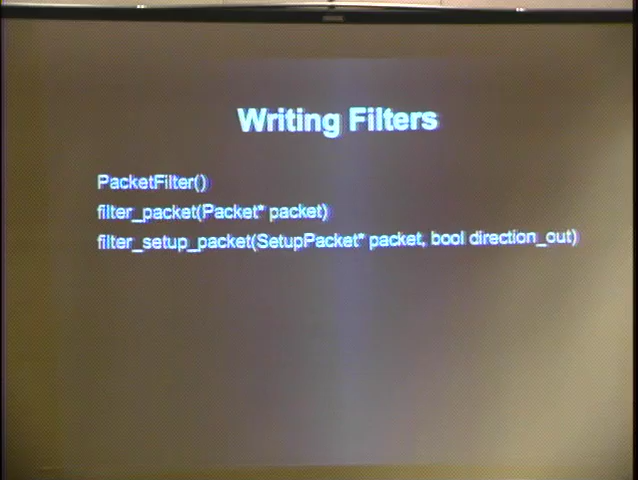 Writing Filters
PacketFilter()
filter_packet(Packet* packet)
filter_setup_packet(SetupPacket* packet, bool direction_out)